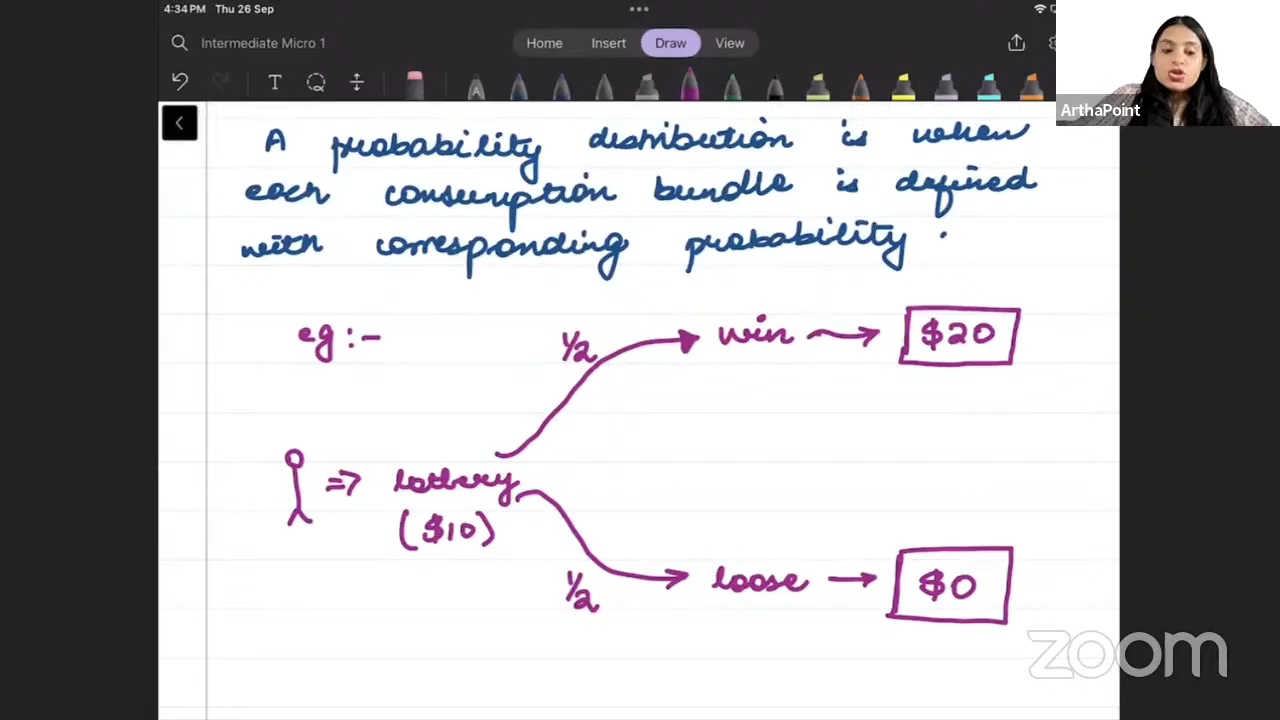 4:34 PM Thu 26 Sep
Intermediate Micro 1
Home Insert Draw View
T
A
ArthaPoint
A probability distribution is when
each consumption bundle is defined
with corresponding probability.
eg :-
1/2
win → $20
⇒ lottery
($10)
1/2
loose → $0
zoom